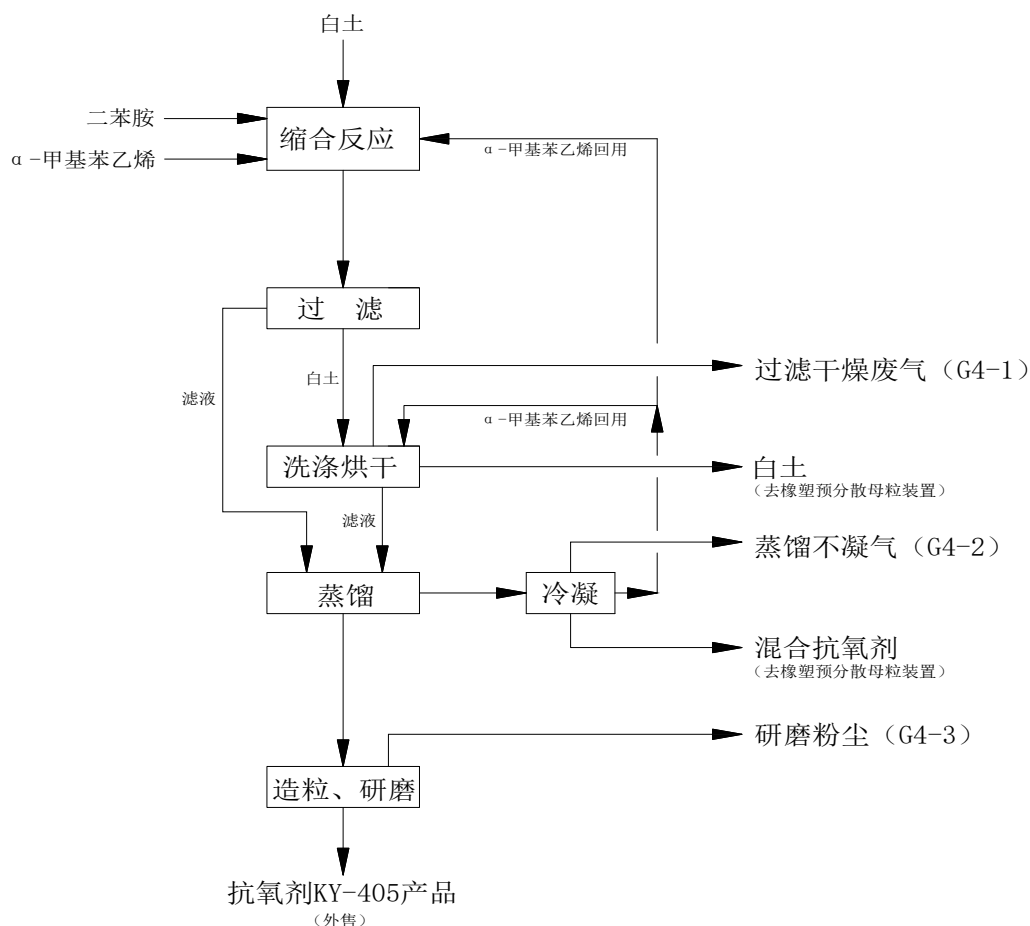 白土
二苯胺
α-甲基苯乙烯
缩合反应
α-甲基苯乙烯回用
过 滤
滤液
白土
过滤干燥废气（G4-1）
α-甲基苯乙烯回用
洗涤烘干
白土
（去橡塑预分散母粒装置）
滤液
蒸馏不凝气（G4-2）
蒸馏
冷凝
混合抗氧剂
（去橡塑预分散母粒装置）
研磨粉尘（G4-3）
造粒、研磨
抗氧剂KY-405产品
（外售）